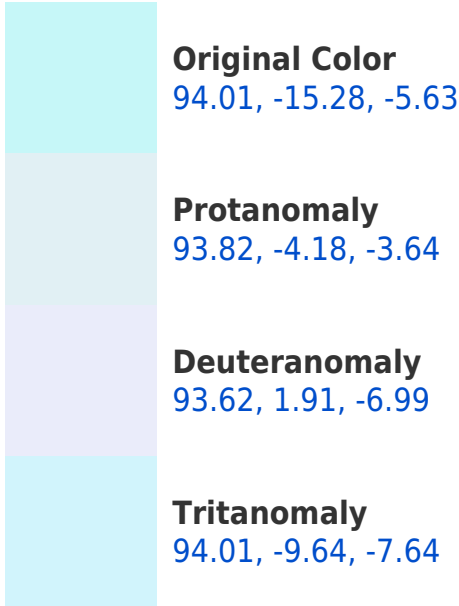 Original Color
94.01, -15.28, -5.63
Protanomaly
93.82, -4.18, -3.64
Deuteranomaly
93.62, 1.91, -6.99
Tritanomaly
94.01, -9.64, -7.64